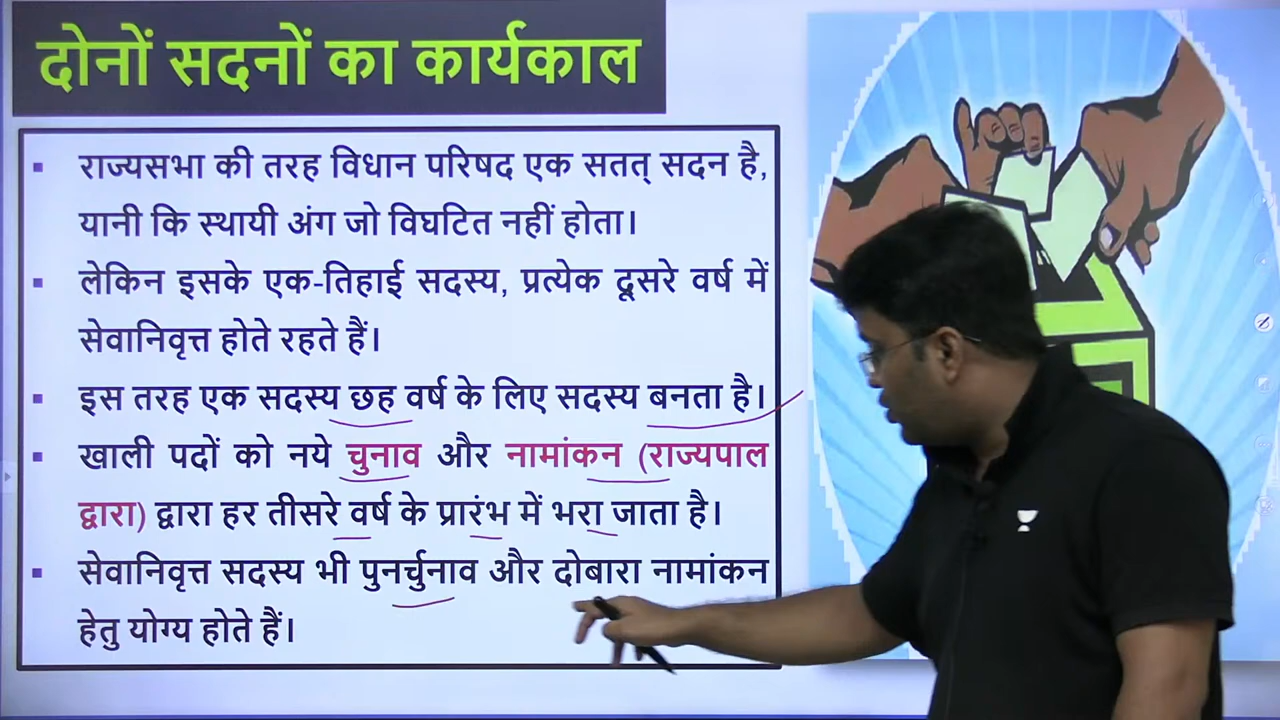 दोनों सदनों का कार्यकाल
▪ राज्यसभा की तरह विधान परिषद एक सतत् सदन है,
यानी कि स्थायी अंग जो विघटित नहीं होता।
▪ लेकिन इसके एक-तिहाई सदस्य, प्रत्येक दूसरे वर्ष में
सेवानिवृत्त होते रहते हैं।
▪ इस तरह एक सदस्य छह वर्ष के लिए सदस्य बनता है।
▪ खाली पदों को नये चुनाव और नामांकन (राज्यपाल
द्वारा) द्वारा हर तीसरे वर्ष के प्रारंभ में भरा जाता है।
▪ सेवानिवृत्त सदस्य भी पुनर्चुनाव और दोबारा नामांकन
हेतु योग्य होते हैं।